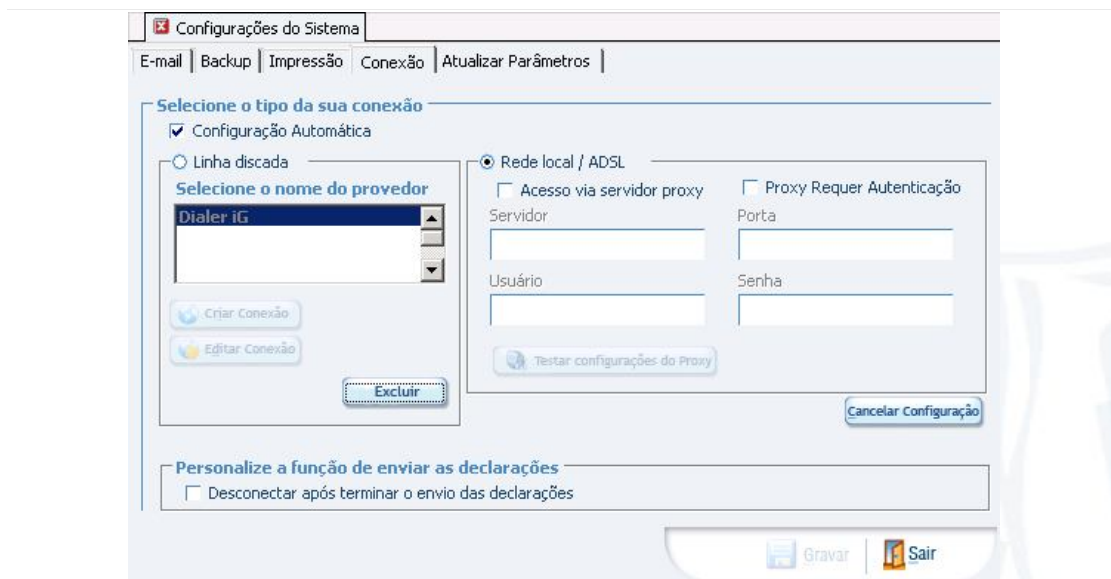 Configurações do Sistema
E-mail | Backup | Impressão | Conexão | Atualizar Parâmetros |
Selecione o tipo da sua conexão
Configuração Automática
Linha discada
Selecione o nome do provedor
Dialer iG
Criar Conexão
Editar Conexão
Excluir
Rede local / ADSL
Acesso via servidor proxy
Proxy Requer Autenticação
Servidor
Porta
Usuário
Senha
Testar configurações do Proxy
Cancelar Configuração
Personalize a função de enviar as declarações
Desconectar após terminar o envio das declarações
Gravar
Sair